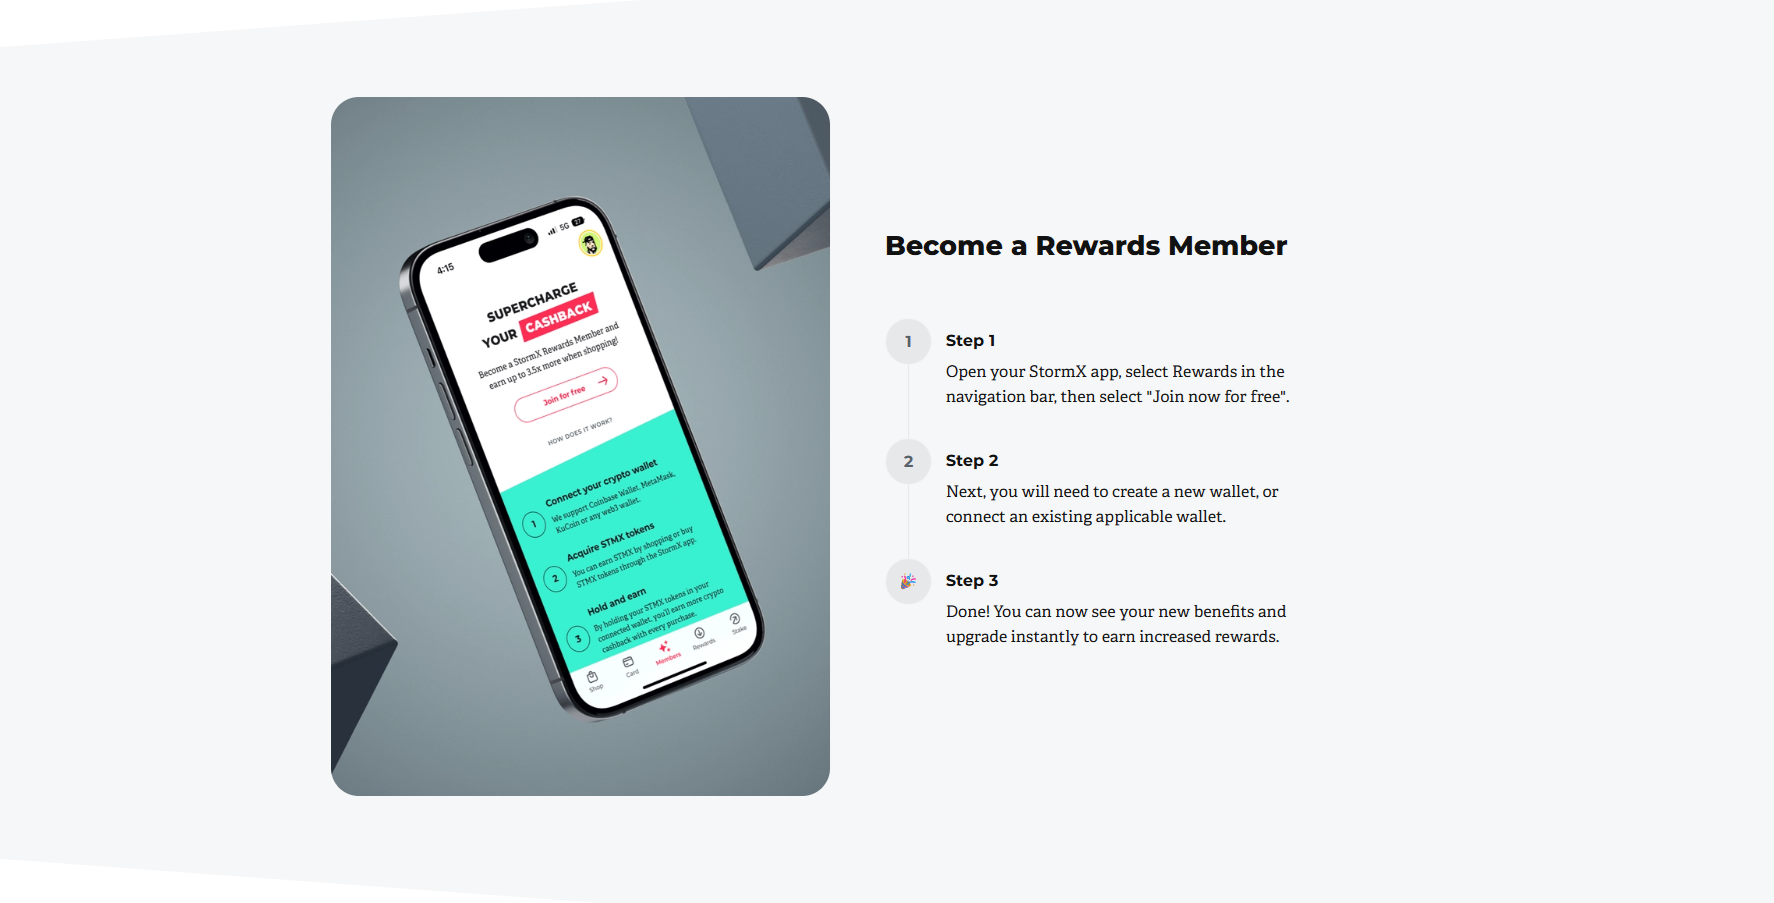 4:15
5G 27
SUPERCHARGE
YOUR CASHBACK
Become a StormX Rewards Member and
earn up to 3.5x more when shopping!
Join for free
HOW DOES IT WORK?
Connect your crypto wallet
1
We support Coinbase Wallet, MetaMask,
KuCoin or any web3 wallet.
Acquire STMX tokens
2
You can earn STMX by shopping or buy
STMX tokens through the StormX app.
Hold and earn
3
By holding your STMX tokens in your
connected wallet, you'll earn more crypto
cashback with every purchase.
Shop
Card
Members
Rewards
Stake
Become a Rewards Member
1
Step 1
Open your StormX app, select Rewards in the
navigation bar, then select "Join now for free".
2
Step 2
Next, you will need to create a new wallet, or
connect an existing applicable wallet.
Step 3
Done! You can now see your new benefits and
upgrade instantly to earn increased rewards.